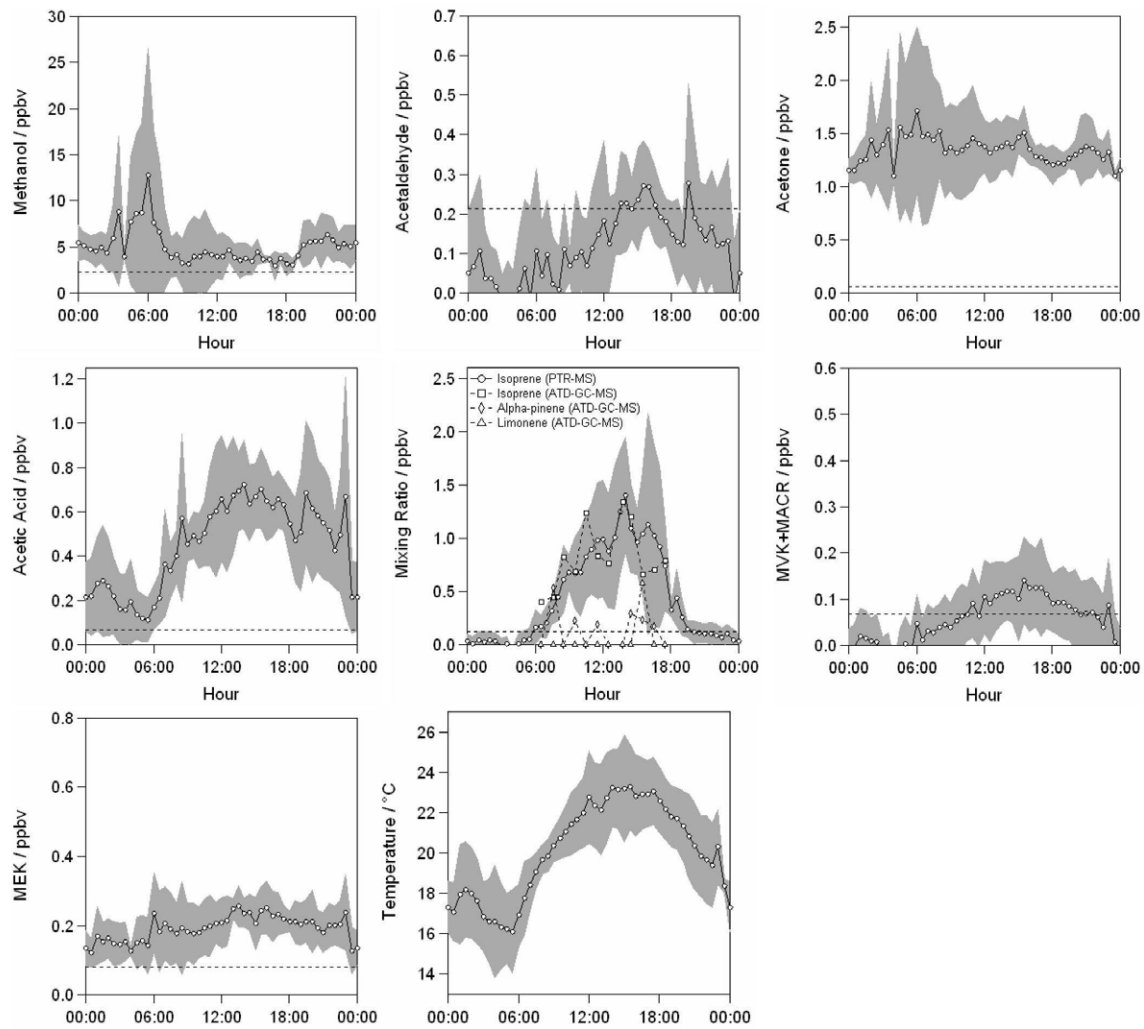 Methanol / ppbv
30
25
20
15
10
5
0
00:00 06:00 12:00 18:00 00:00
Hour
Acetaldehyde / ppbv
0.7
0.6
0.5
0.4
0.3
0.2
0.1
0.0
00:00 06:00 12:00 18:00 00:00
Hour
Acetone / ppbv
2.5
2.0
1.5
1.0
0.5
0.0
00:00 06:00 12:00 18:00 00:00
Hour
Acetic Acid / ppbv
1.2
1.0
0.8
0.6
0.4
0.2
0.0
00:00 06:00 12:00 18:00 00:00
Hour
Mixing Ratio / ppbv
2.5
2.0
1.5
1.0
0.5
0.0
Isoprene (PTR-MS)
Isoprene (ATD-GC-MS)
Alpha-pinene (ATD-GC-MS)
Limonene (ATD-GC-MS)
00:00 06:00 12:00 18:00 00:00
Hour
MVK+MACR / ppbv
0.6
0.5
0.4
0.3
0.2
0.1
0.0
00:00 06:00 12:00 18:00 00:00
Hour
MEK / ppbv
0.8
0.6
0.4
0.2
0.0
00:00 06:00 12:00 18:00 00:00
Hour
Temperature / °C
26
24
22
20
18
16
14
00:00 06:00 12:00 18:00 00:00
Hour